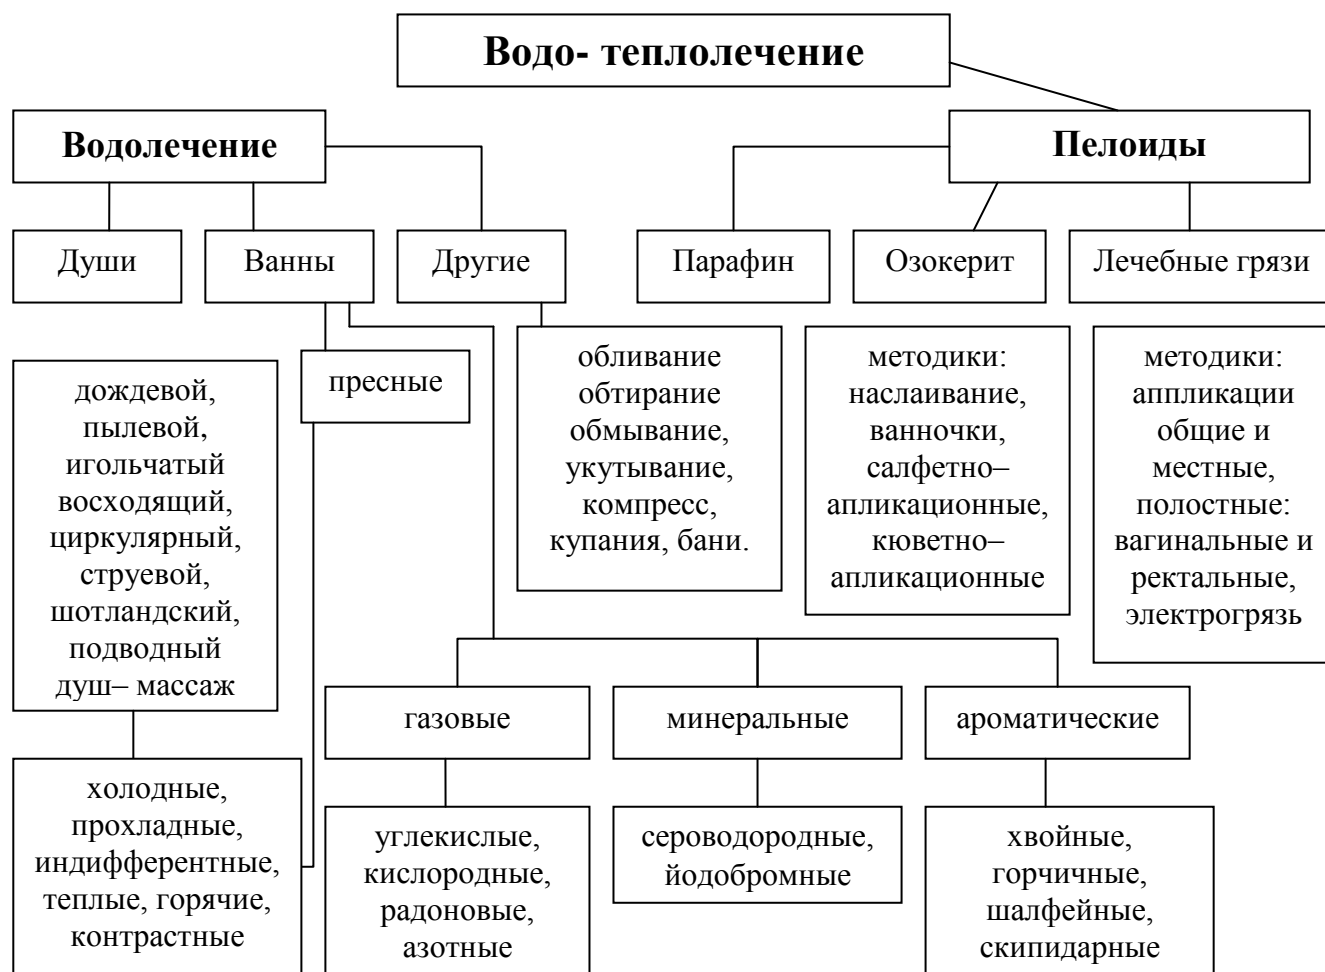 Водо- теплолечение
Водолечение
Пелоиды
Души
Ванны
Другие
Парафин
Озокерит
Лечебные грязи
дождевой,
пылевой,
игольчатый
восходящий,
циркулярный,
струевой,
шотландский,
подводный
душ– массаж
пресные
обливание
обтирание
обмывание,
укутывание,
компресс,
купания, бани.
методики:
наслаивание,
ванночки,
салфетно–
апликационные,
кюветно–
апликационные
методики:
аппликации
общие и
местные,
полостные:
вагинальные и
ректальные,
электрогрязь
газовые
минеральные
ароматические
холодные,
прохладные,
индифферентные,
теплые, горячие,
контрастные
углекислые,
кислородные,
радоновые,
азотные
сероводородные,
йодобромные
хвойные,
горчичные,
шалфейные,
скипидарные